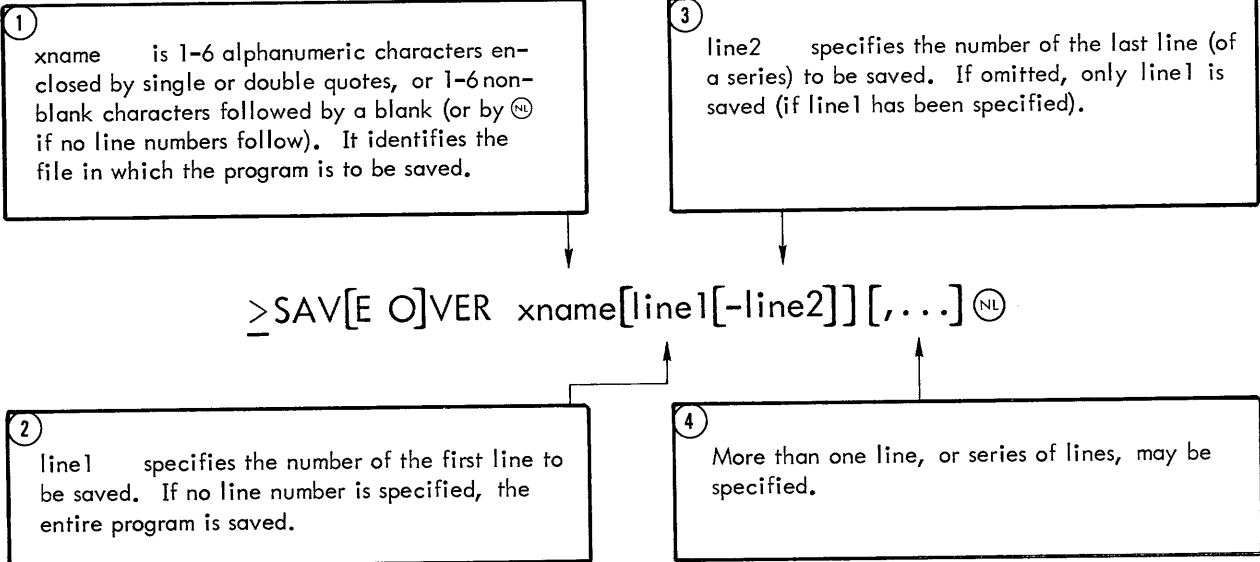 1
xname is 1-6 alphanumeric characters en-
closed by single or double quotes, or 1-6 non-
blank characters followed by a blank (or by NL
if no line numbers follow). It identifies the
file in which the program is to be saved.
3
line2 specifies the number of the last line (of
a series) to be saved. If omitted, only line1 is
saved (if line1 has been specified).
>SAV[E O]VER xname[line1[-line2]][,...] NL
2
line1 specifies the number of the first line to
be saved. If no line number is specified, the
entire program is saved.
4
More than one line, or series of lines, may be
specified.